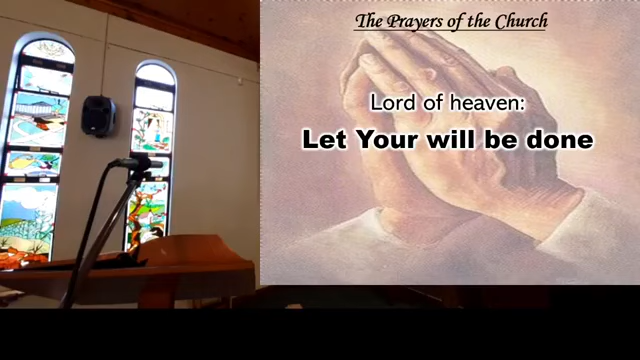 The Prayers of the Church
Lord of heaven:
Let Your will be done